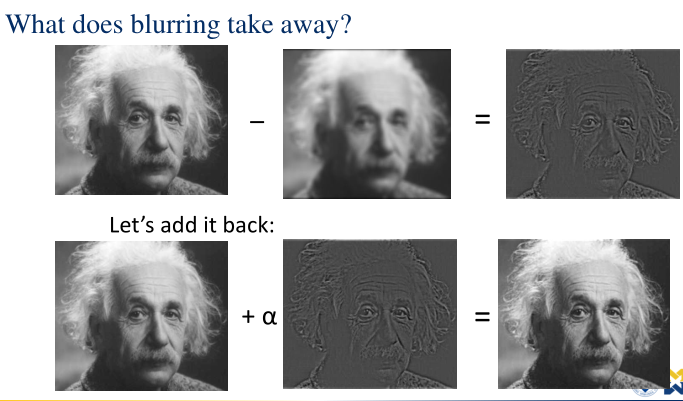 What does blurring take away?
– =
Let's add it back:
+ α =